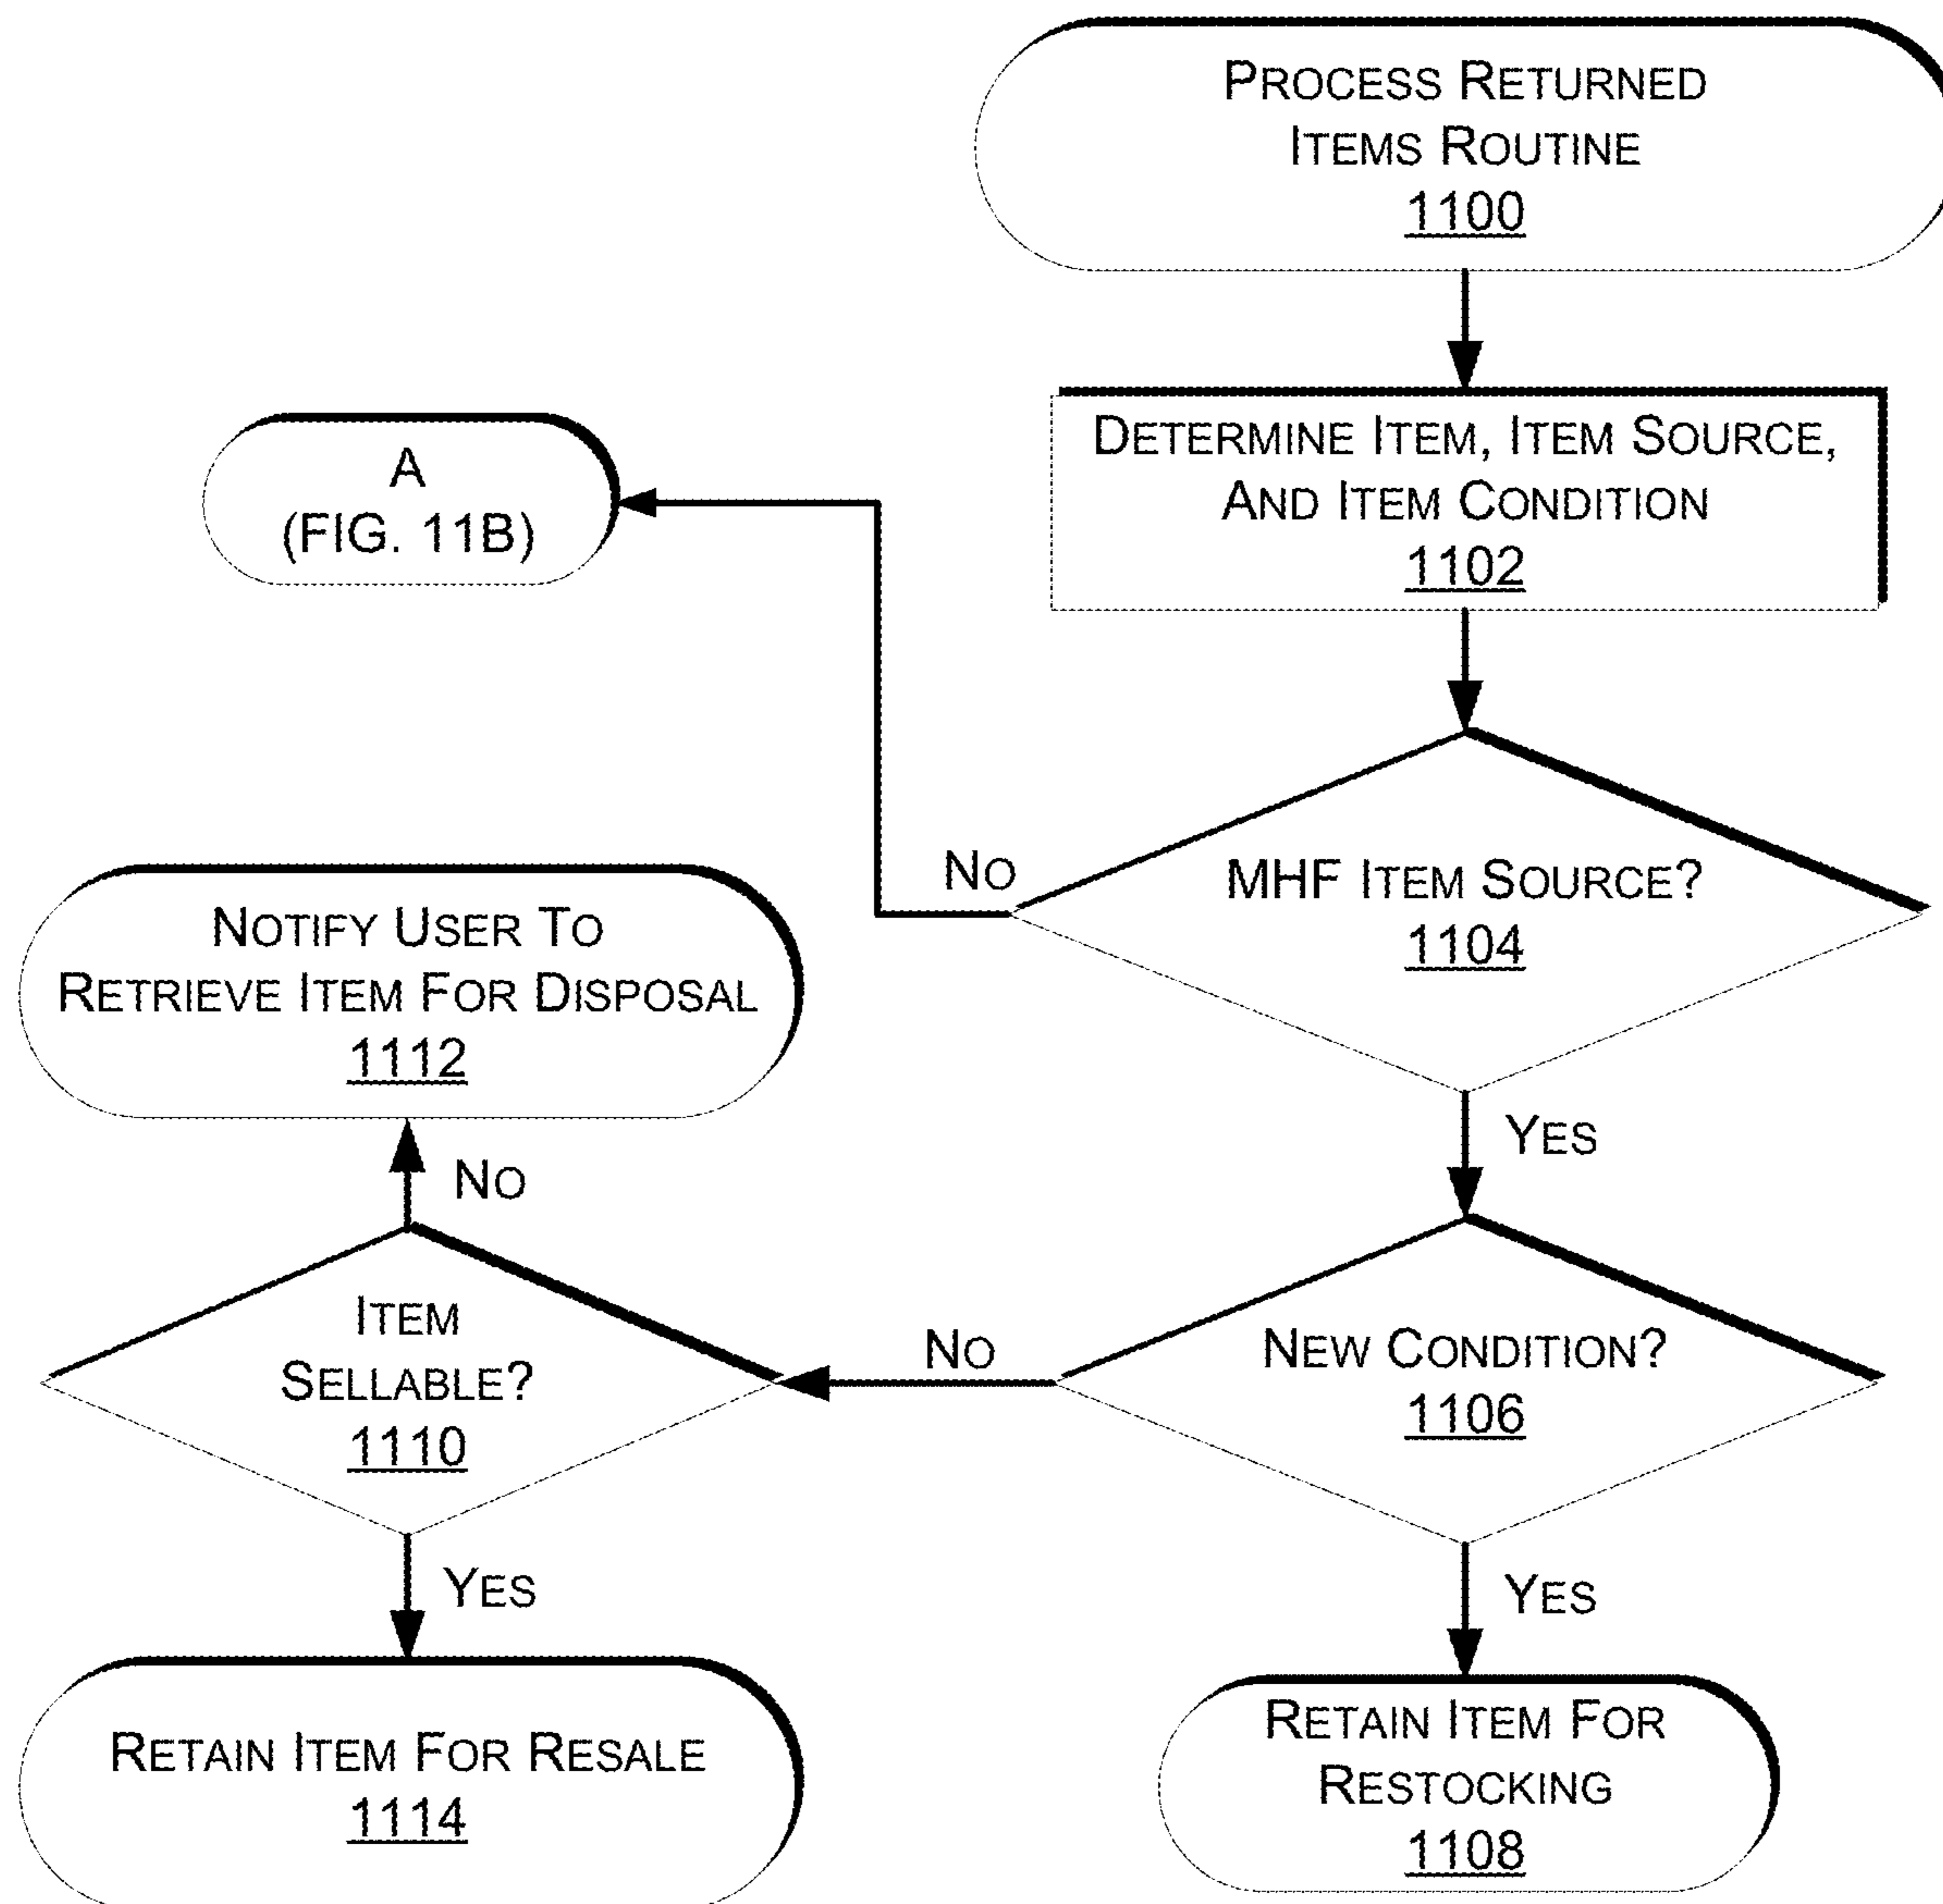 PROCESS RETURNED
ITEMS ROUTINE
1100
DETERMINE ITEM, ITEM SOURCE,
AND ITEM CONDITION
1102
A
(FIG. 11B)
NO
MHF ITEM SOURCE?
1104
NOTIFY USER TO
RETRIEVE ITEM FOR DISPOSAL
1112
YES
NO
ITEM
SELLABLE?
1110
NO
NEW CONDITION?
1106
YES
YES
RETAIN ITEM FOR RESALE
1114
RETAIN ITEM FOR
RESTOCKING
1108